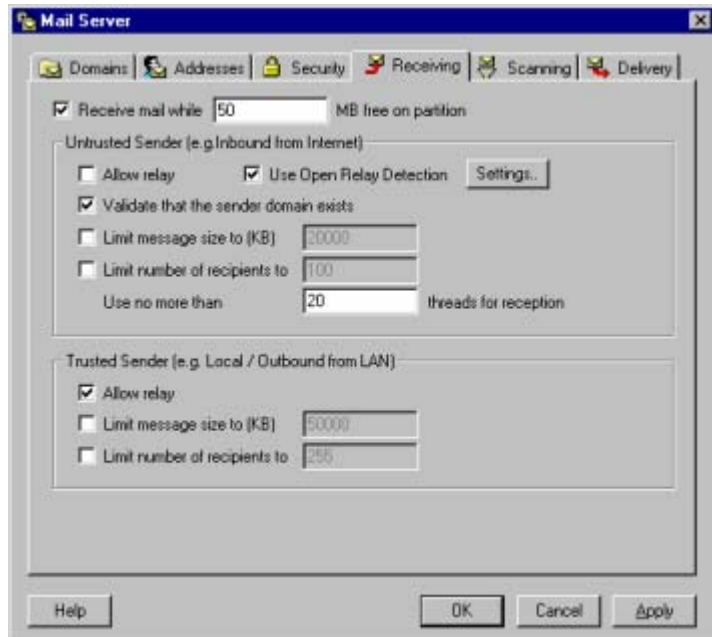 Mail Server
Domains Addresses Security Receiving Scanning Delivery
Receive mail while 50 MB free on partition
Untrusted Sender (e.g.Inbound from Internet)
Allow relay Use Open Relay Detection Settings..
Validate that the sender domain exists
Limit message size to (KB) 20000
Limit number of recipients to 100
Use no more than 20 threads for reception
Trusted Sender (e.g. Local / Outbound from LAN)
Allow relay
Limit message size to (KB) 50000
Limit number of recipients to 255
Help OK Cancel Apply